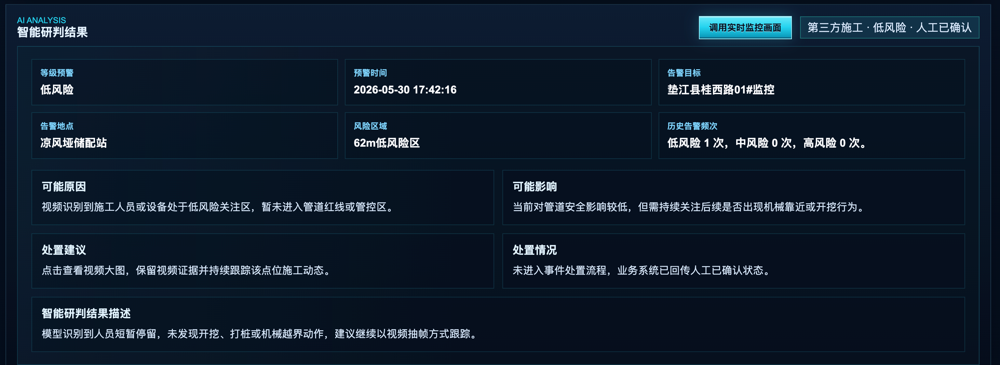 AI ANALYSIS
智能研判结果
调用实时监控画面
第三方施工 · 低风险 · 人工已确认
等级预警
低风险
预警时间
2026-05-30 17:42:16
告警目标
垫江县桂西路01#监控
告警地点
凉风垭储配站
风险区域
62m低风险区
历史告警频次
低风险 1 次，中风险 0 次，高风险 0 次。
可能原因
视频识别到施工人员或设备处于低风险关注区，暂未进入管道红线或管控区。
可能影响
当前对管道安全影响较低，但需持续关注后续是否出现机械靠近或开挖行为。
处置建议
点击查看视频大图，保留视频证据并持续跟踪该点位施工动态。
处置情况
未进入事件处置流程，业务系统已回传人工已确认状态。
智能研判结果描述
模型识别到人员短暂停留，未发现开挖、打桩或机械越界动作，建议继续以视频抽帧方式跟踪。